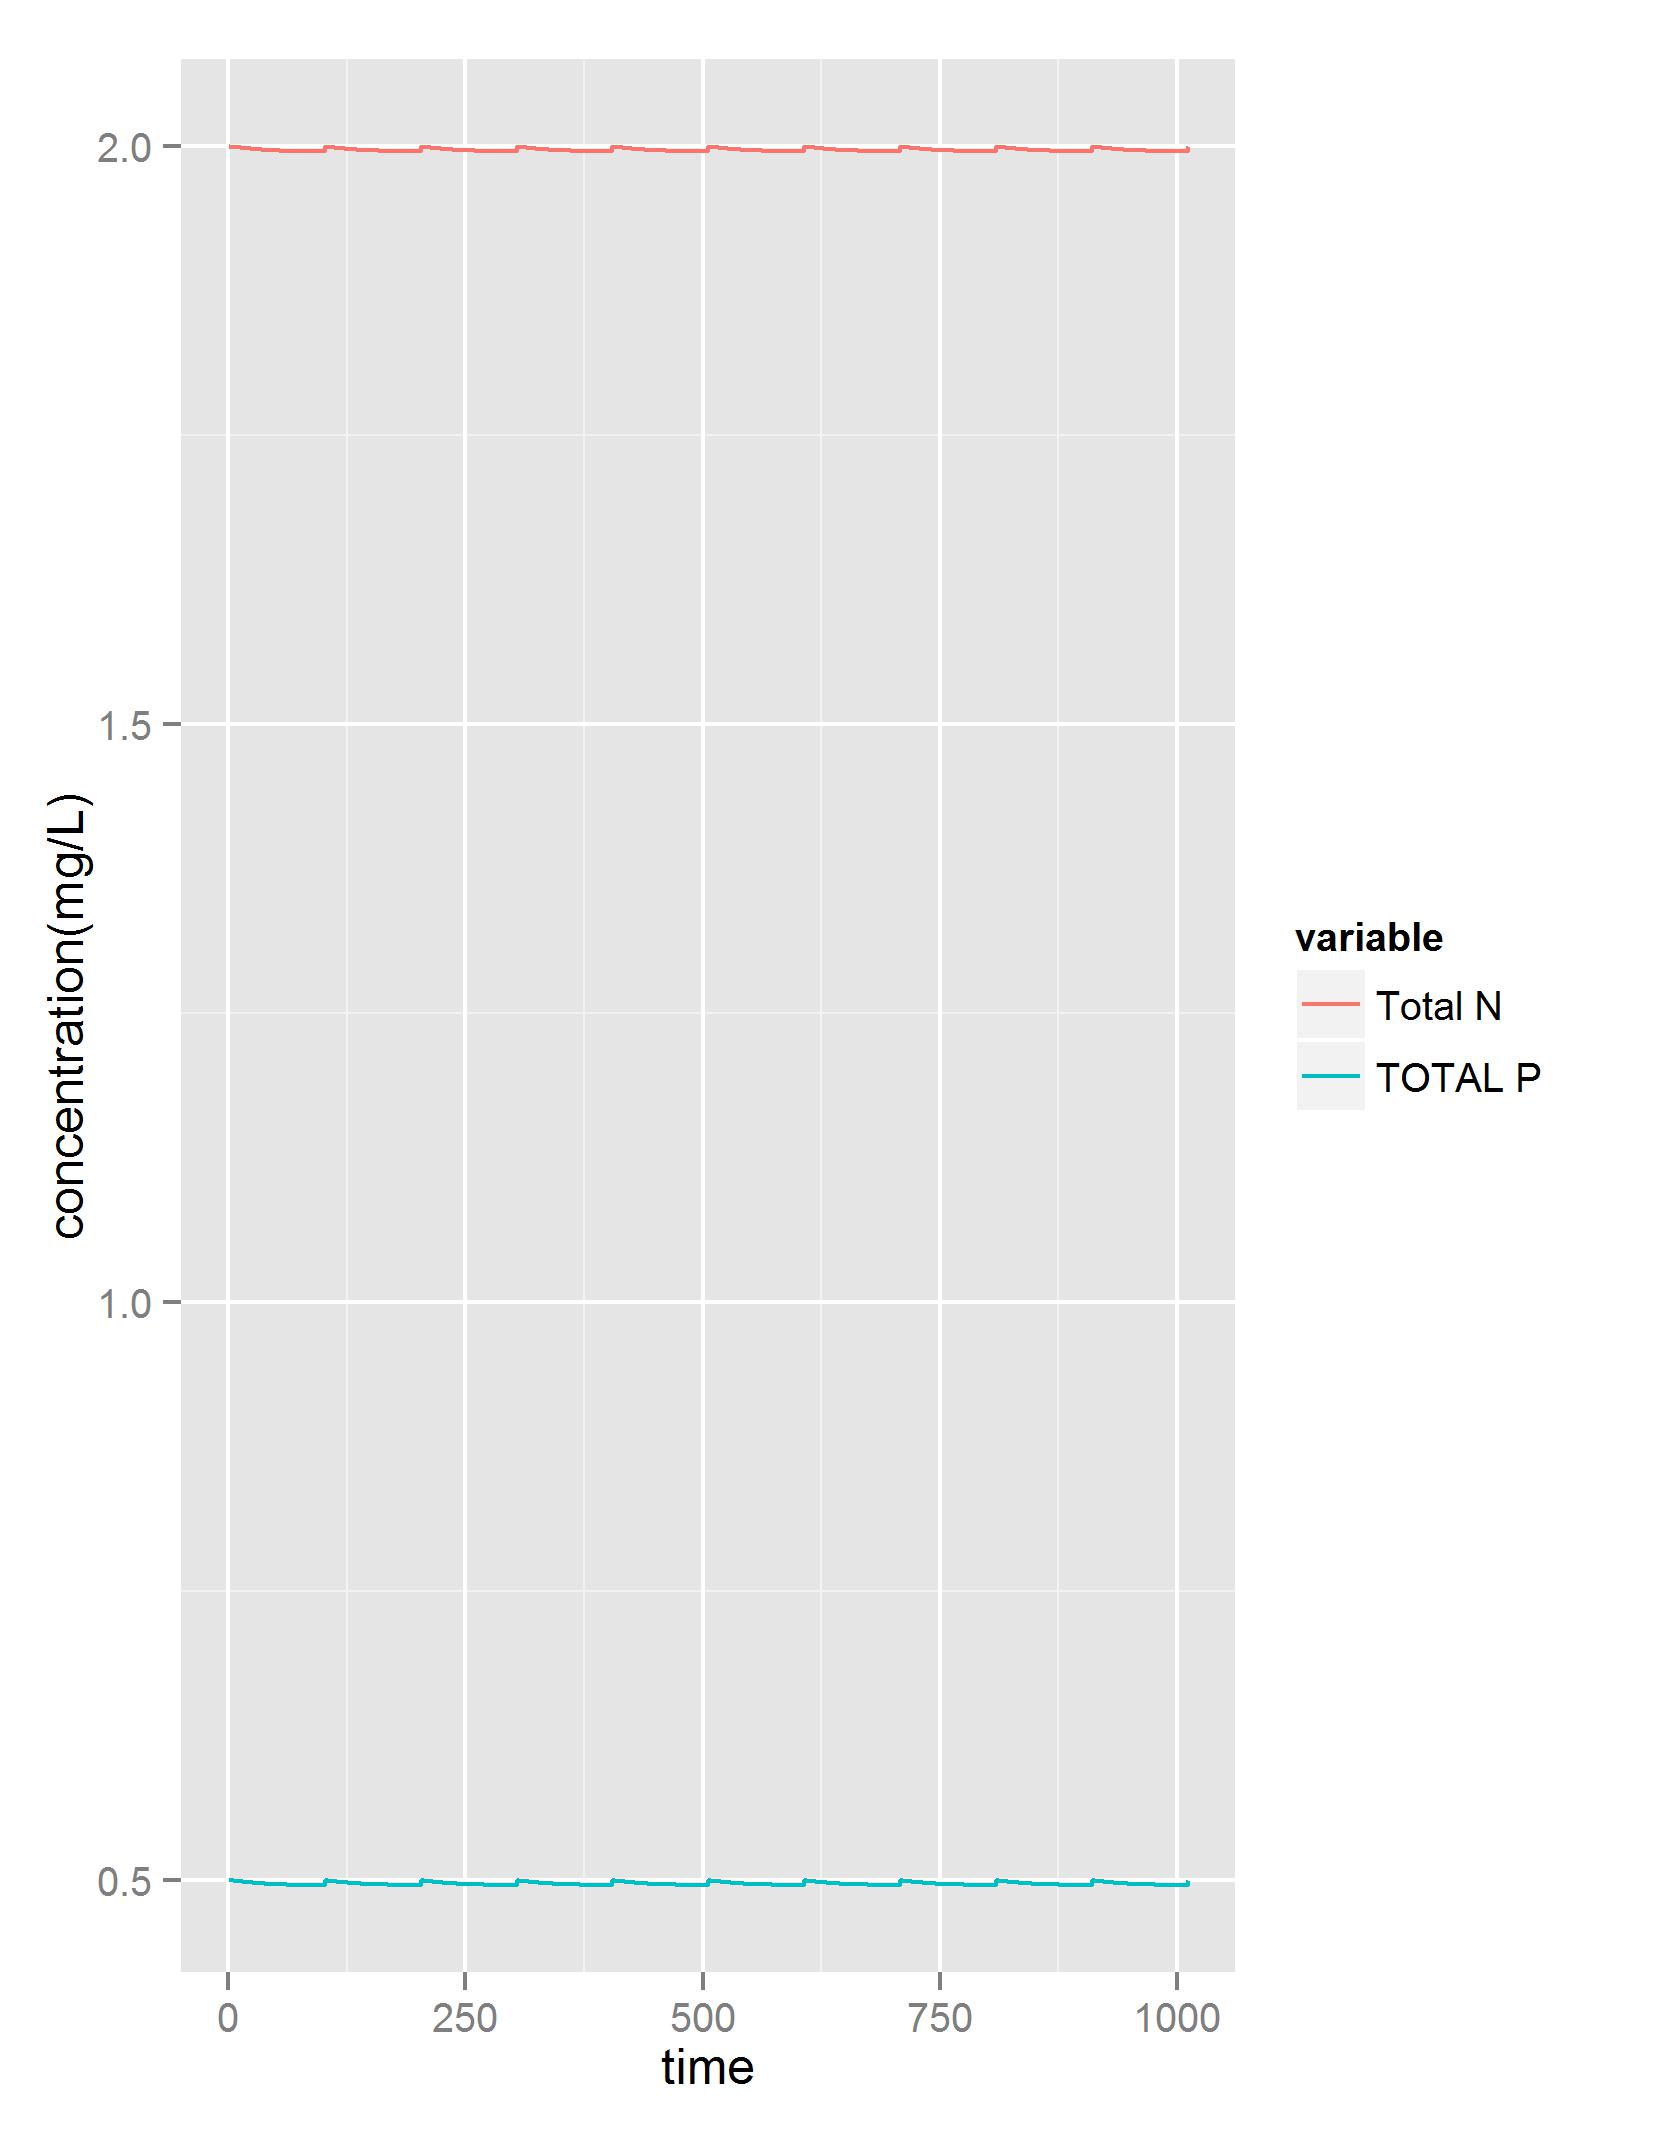 2.0
1.5
1.0
0.5
concentration(mg/L)
0 250 500 750 1000
time
variable
Total N
TOTAL P